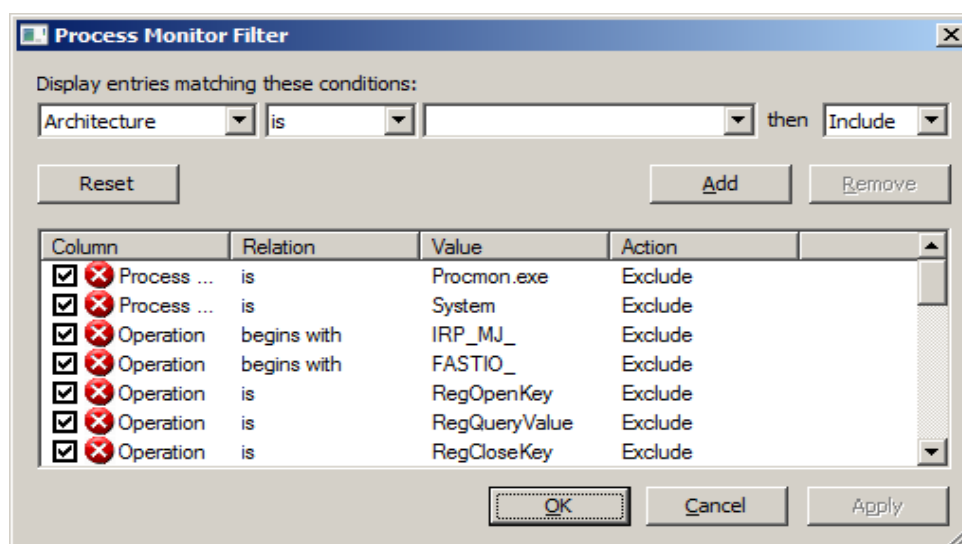 Process Monitor Filter
Display entries matching these conditions:
Architecture is then Include
Reset Add Remove
Column Relation Value Action
Process ... is Procmon.exe Exclude
Process ... is System Exclude
Operation begins with IRP_MJ_ Exclude
Operation begins with FASTIO_ Exclude
Operation is RegOpenKey Exclude
Operation is RegQueryValue Exclude
Operation is RegCloseKey Exclude
OK Cancel Apply